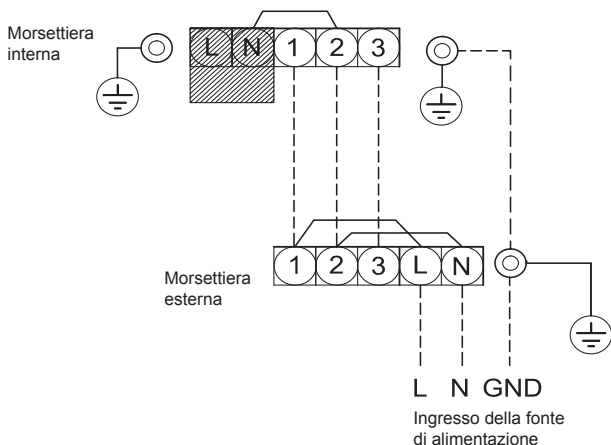 Morsettiera
interna
L N 1 2 3
1 2 3 L N
Morsettiera
esterna
L N GND
Ingresso della fonte
di alimentazione